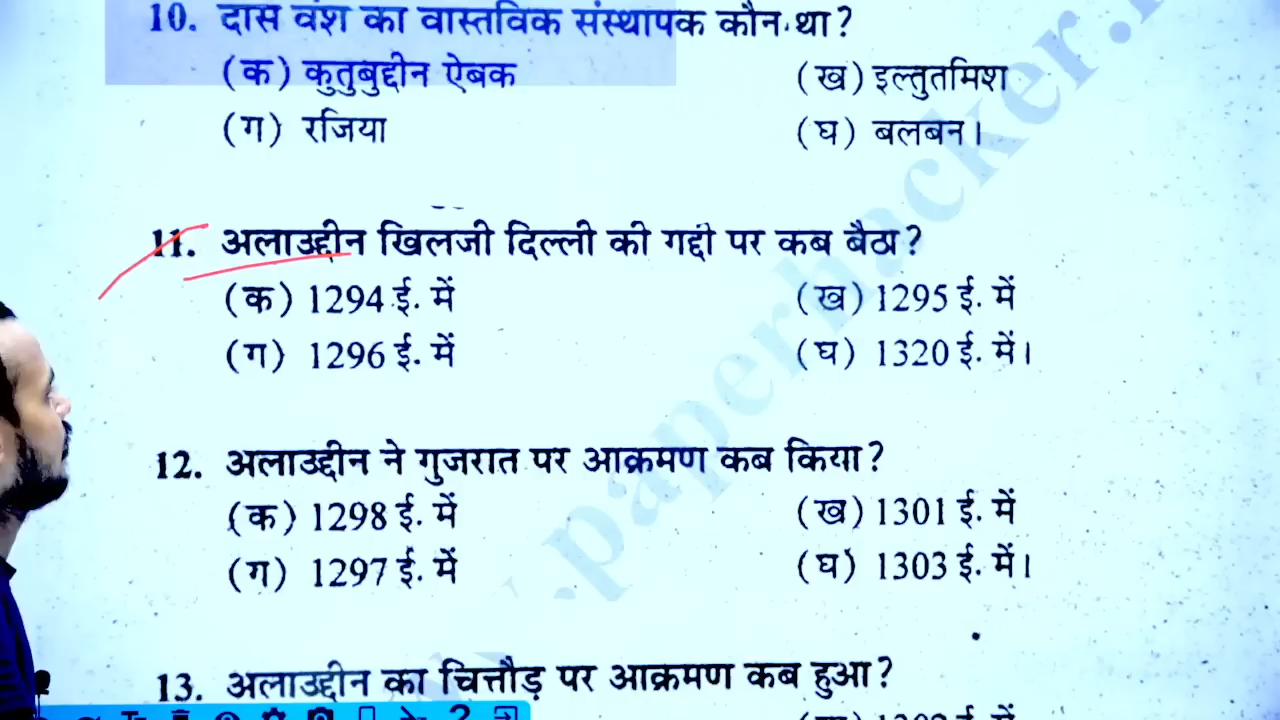 10. दास वंश का वास्तविक संस्थापक कौन था?
(क) कुतुबुद्दीन ऐबक (ख) इल्तुतमिश
(ग) रजिया (घ) बलबन।
11. अलाउद्दीन खिलजी दिल्ली की गद्दी पर कब बैठा?
(क) 1294 ई. में (ख) 1295 ई. में
(ग) 1296 ई. में (घ) 1320 ई. में।
12. अलाउद्दीन ने गुजरात पर आक्रमण कब किया?
(क) 1298 ई. में (ख) 1301 ई. में
(ग) 1297 ई. में (घ) 1303 ई. में।
13. अलाउद्दीन का चित्तौड़ पर आक्रमण कब हुआ?